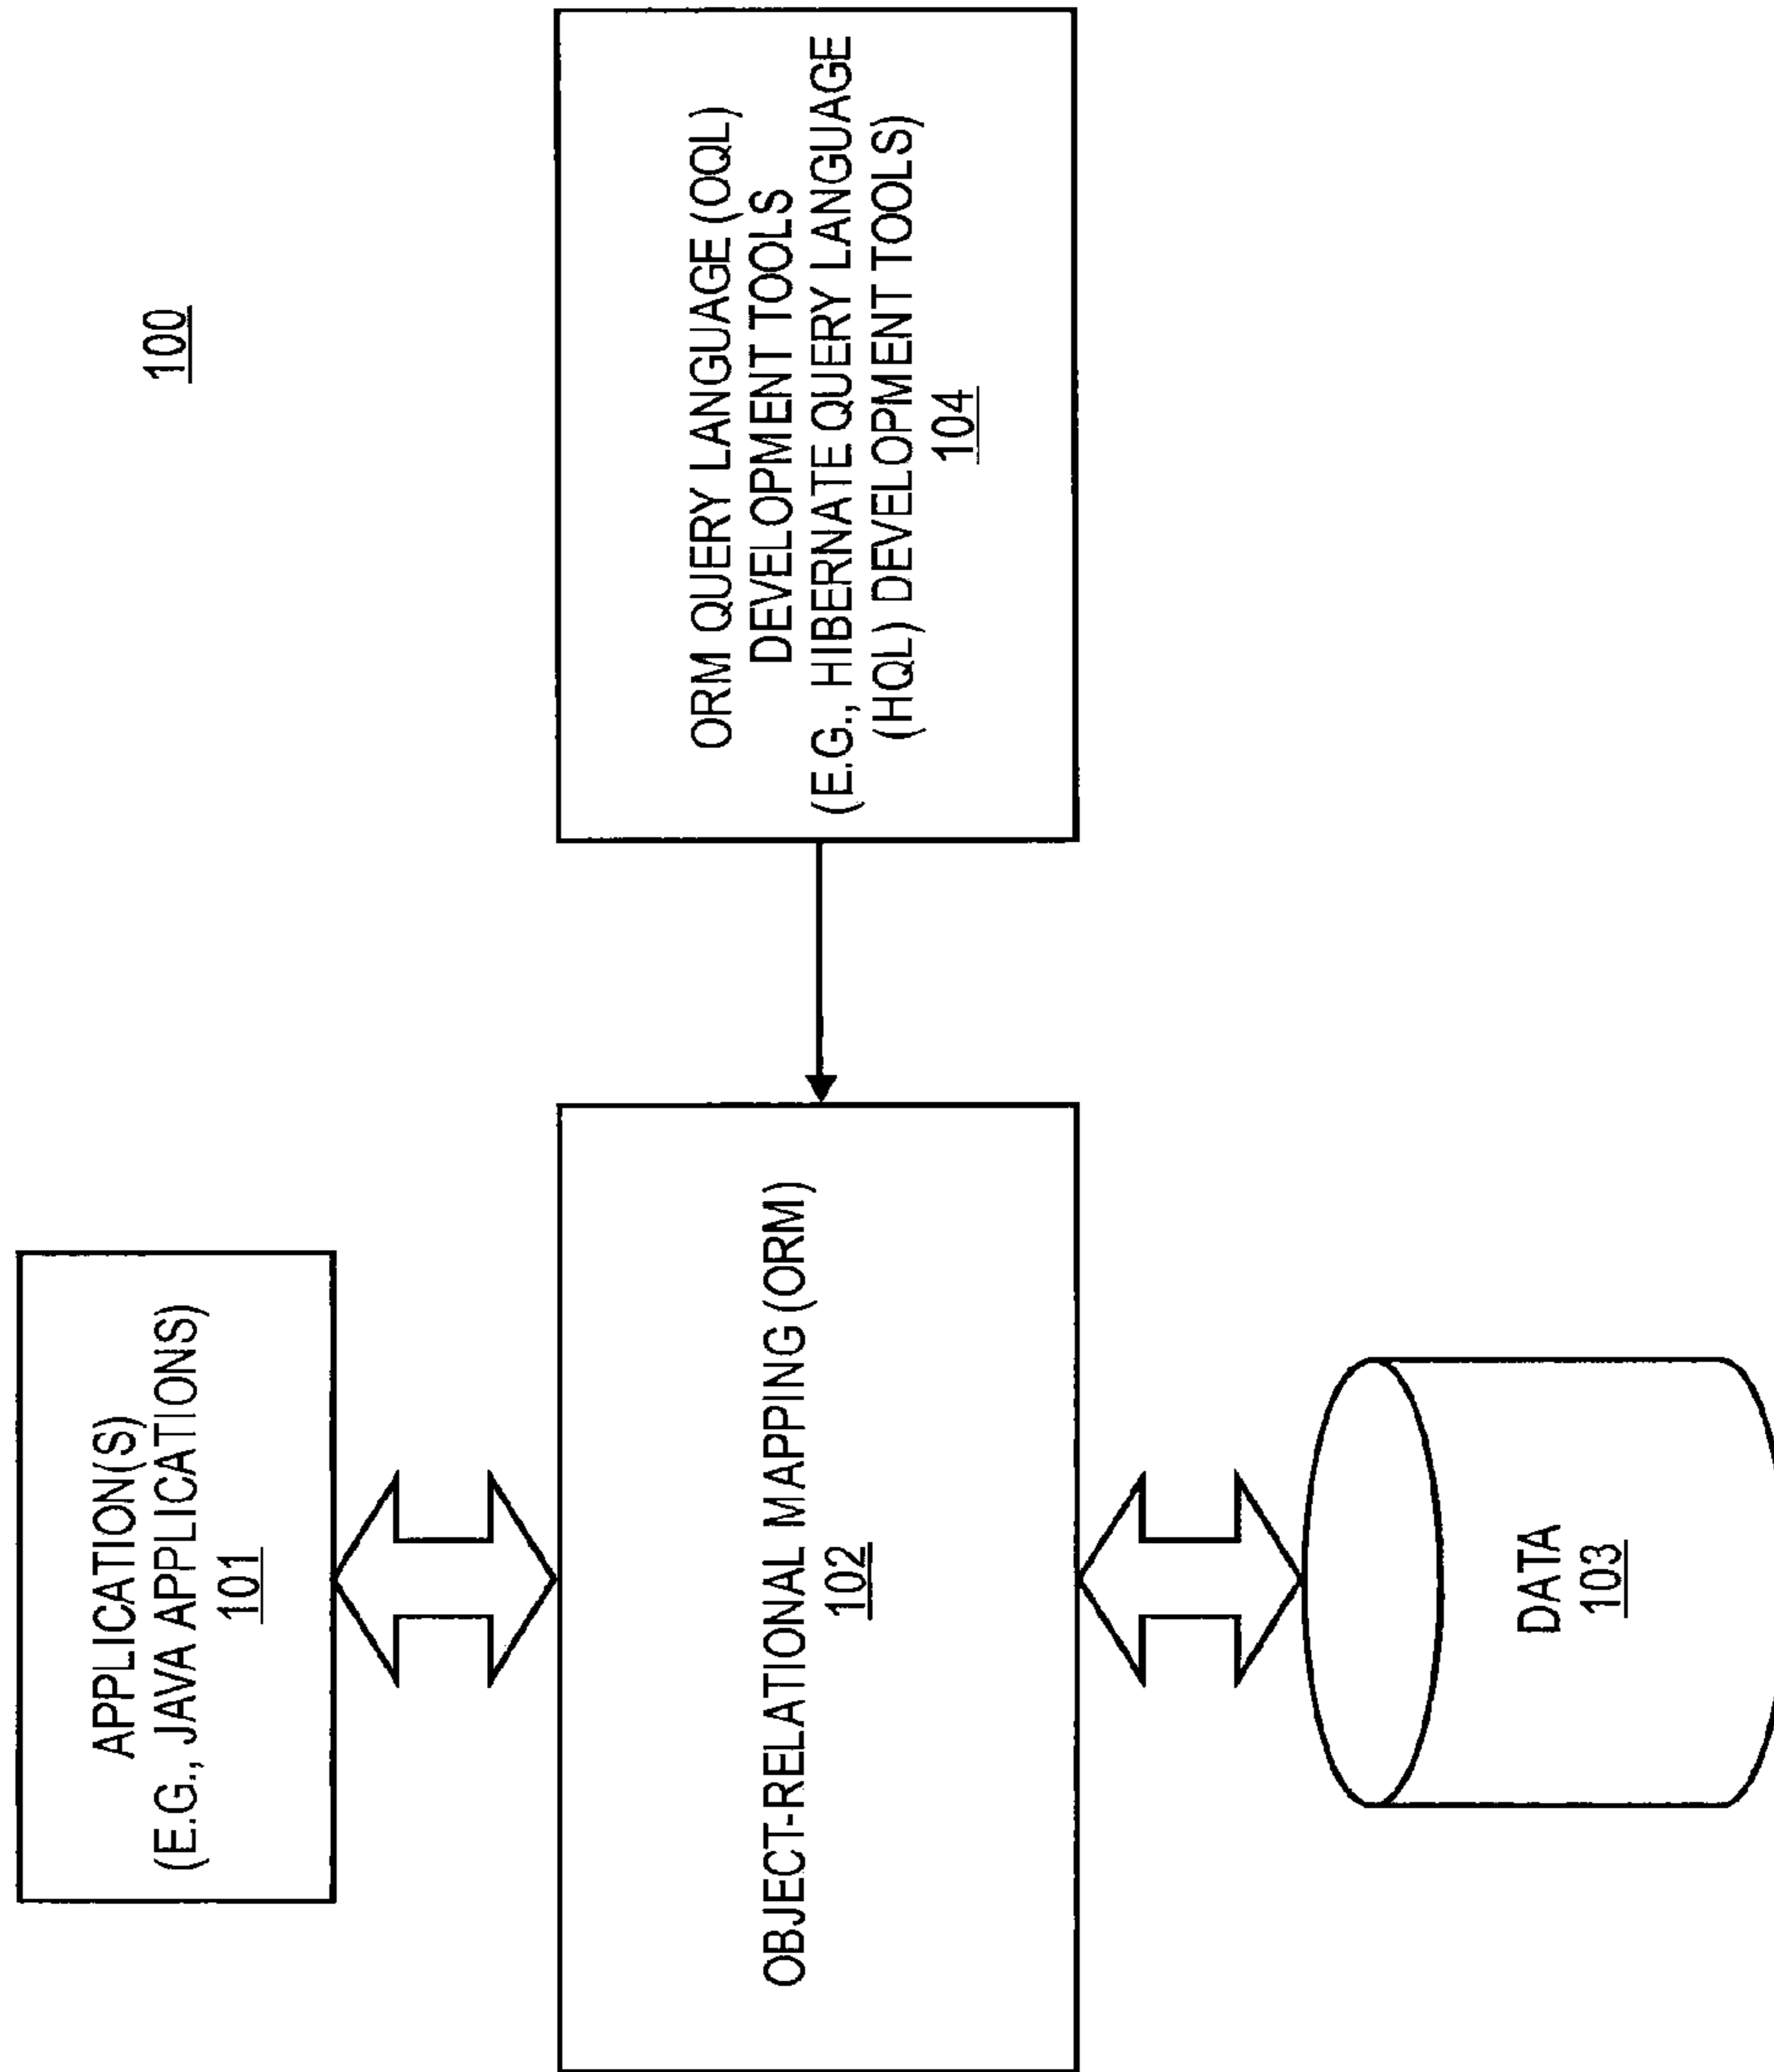 100
APPLICATION(S)
(E.G., JAVA APPLICATIONS)
101
OBJECT-RELATIONAL MAPPING (ORM)
102
ORM QUERY LANGUAGE (OQL)
DEVELOPMENT TOOLS
(E.G., HIBERNATE QUERY LANGUAGE
(HQL) DEVELOPMENT TOOLS)
104
DATA
103